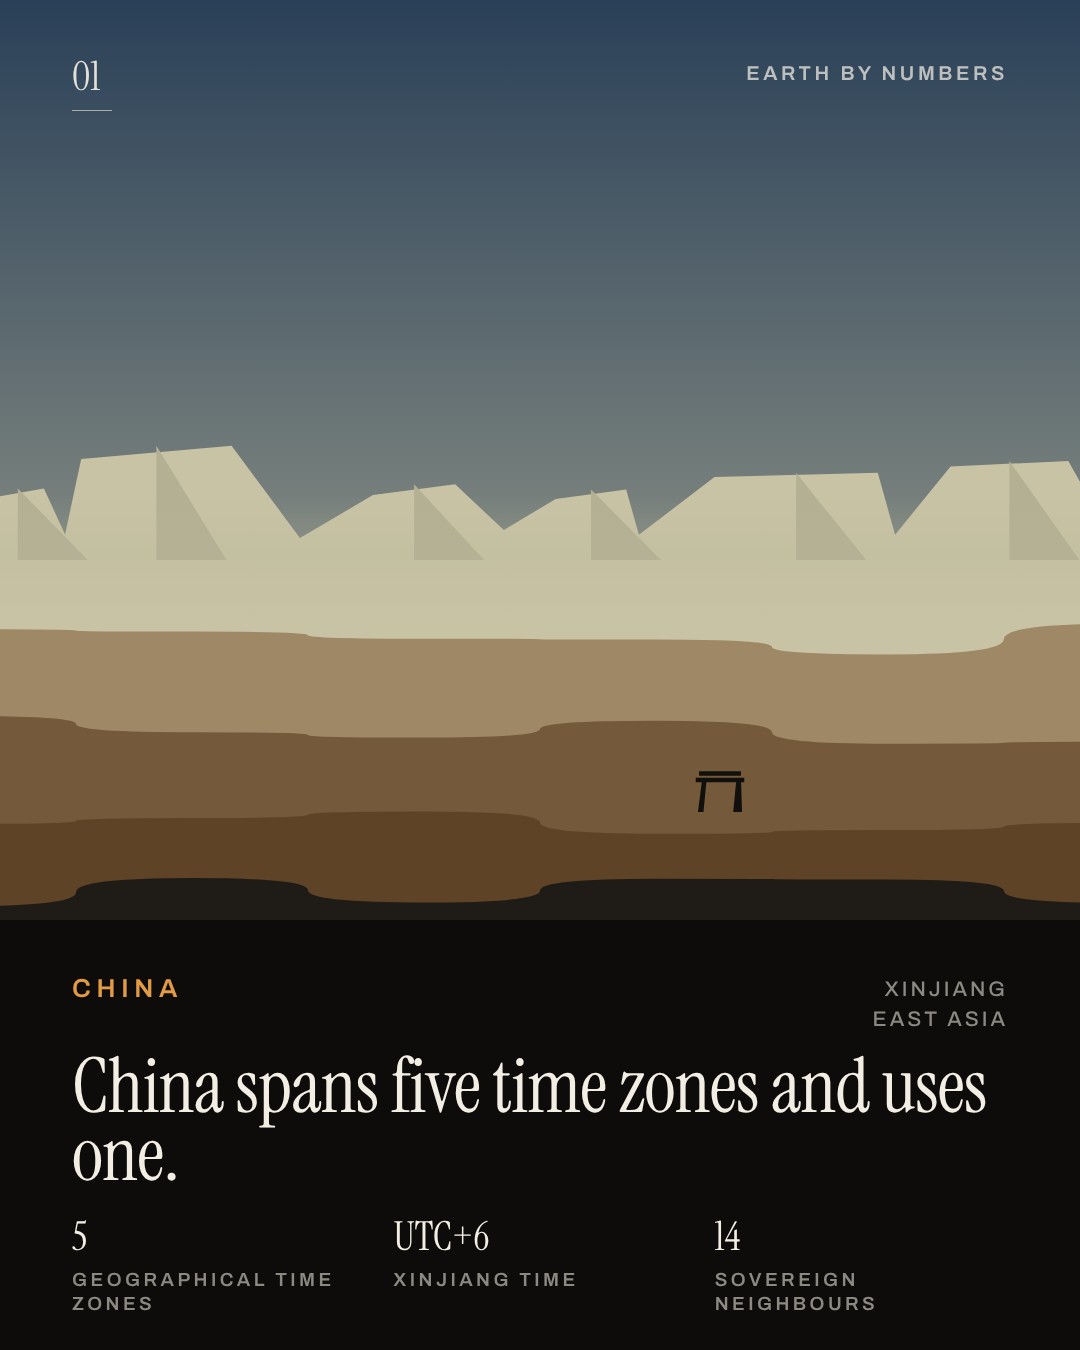 01
EARTH BY NUMBERS
CHINA
XINJIANG
EAST ASIA
China spans five time zones and uses
one.
5
GEOGRAPHICAL TIME
ZONES
UTC+6
XINJIANG TIME
14
SOVEREIGN
NEIGHBOURS